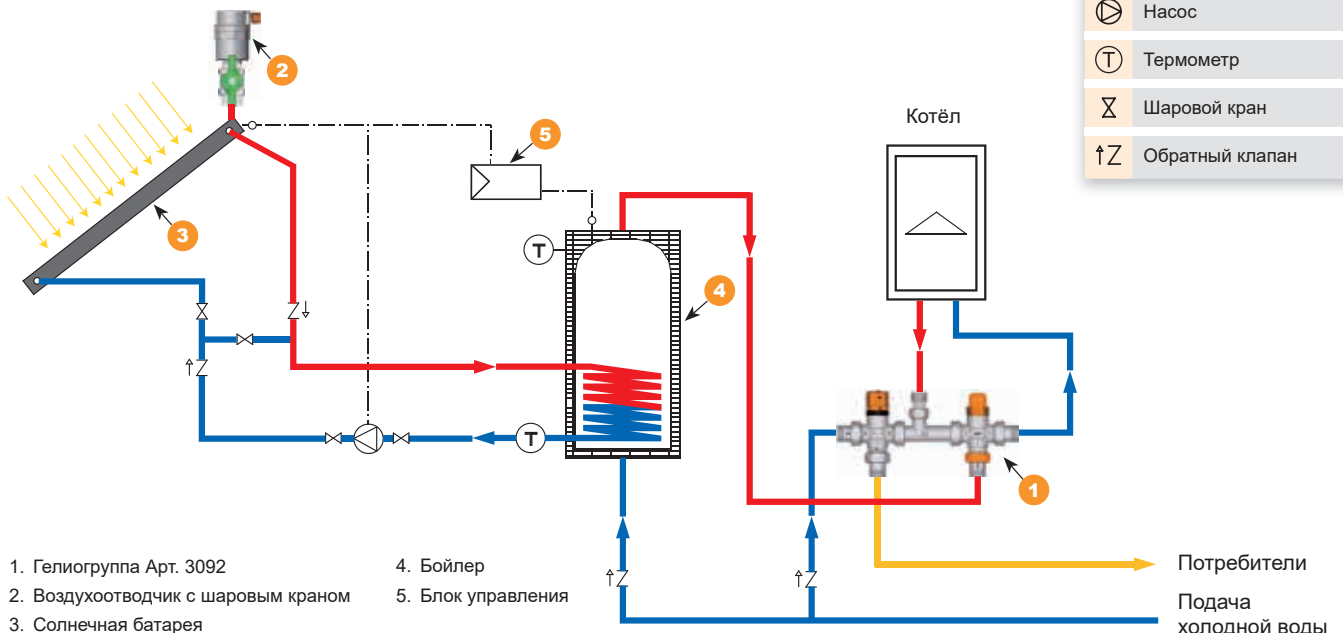 Насос
Термометр
Шаровой кран
Обратный клапан
Котёл
2
5
3
4
1
T
T
T
1. Гелиогруппа Арт. 3092
2. Воздухоотводчик с шаровым краном
3. Солнечная батарея
4. Бойлер
5. Блок управления
Потребители
Подача
холодной воды